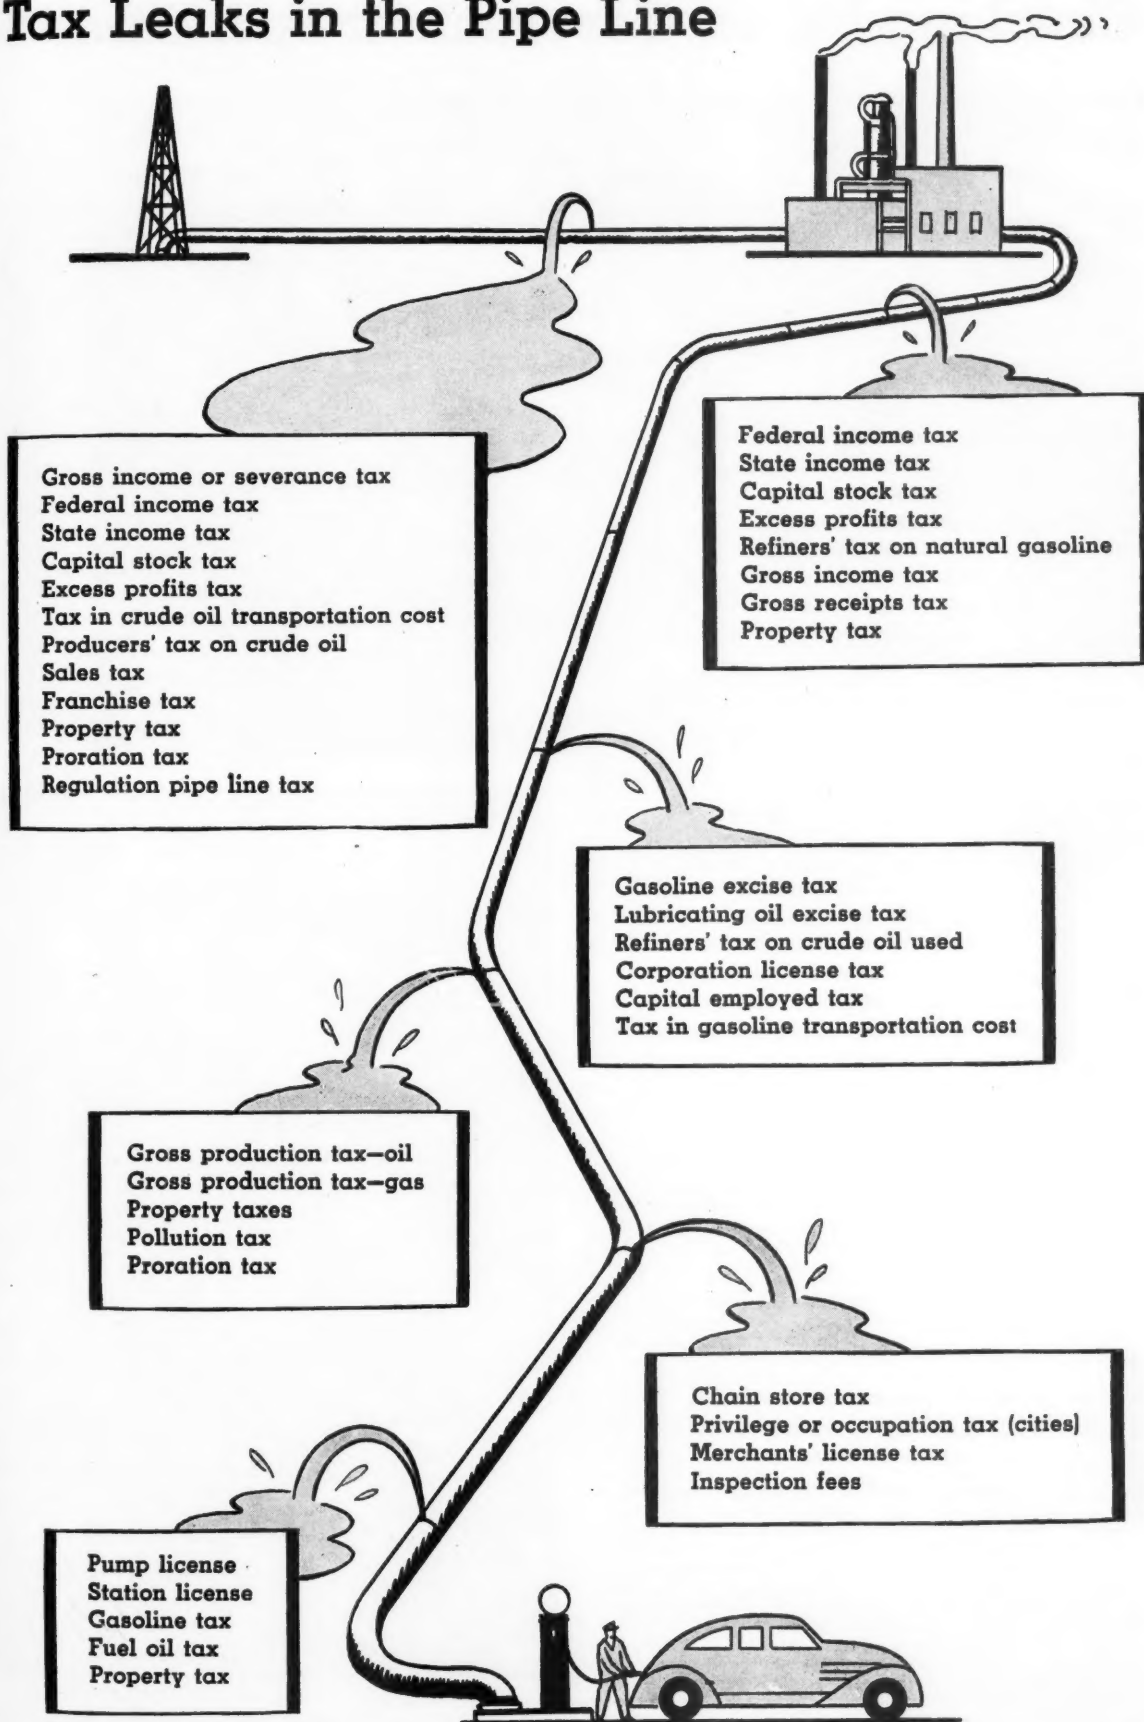 Tax Leaks in the Pipe Line
Gross income or severance tax
Federal income tax
State income tax
Capital stock tax
Excess profits tax
Tax in crude oil transportation cost
Producers' tax on crude oil
Sales tax
Franchise tax
Property tax
Proration tax
Regulation pipe line tax
Federal income tax
State income tax
Capital stock tax
Excess profits tax
Refiners' tax on natural gasoline
Gross income tax
Gross receipts tax
Property tax
Gasoline excise tax
Lubricating oil excise tax
Refiners' tax on crude oil used
Corporation license tax
Capital employed tax
Tax in gasoline transportation cost
Gross production tax—oil
Gross production tax—gas
Property taxes
Pollution tax
Proration tax
Chain store tax
Privilege or occupation tax (cities)
Merchants' license tax
Inspection fees
Pump license
Station license
Gasoline tax
Fuel oil tax
Property tax